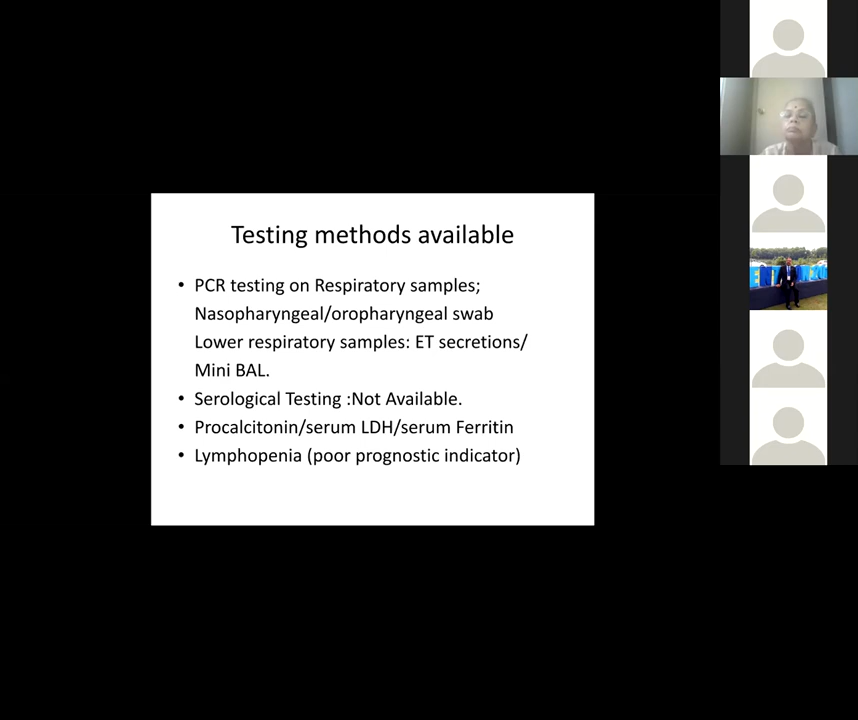 Testing methods available
• PCR testing on Respiratory samples;
Nasopharyngeal/oropharyngeal swab
Lower respiratory samples: ET secretions/
Mini BAL.
• Serological Testing :Not Available.
• Procalcitonin/serum LDH/serum Ferritin
• Lymphopenia (poor prognostic indicator)